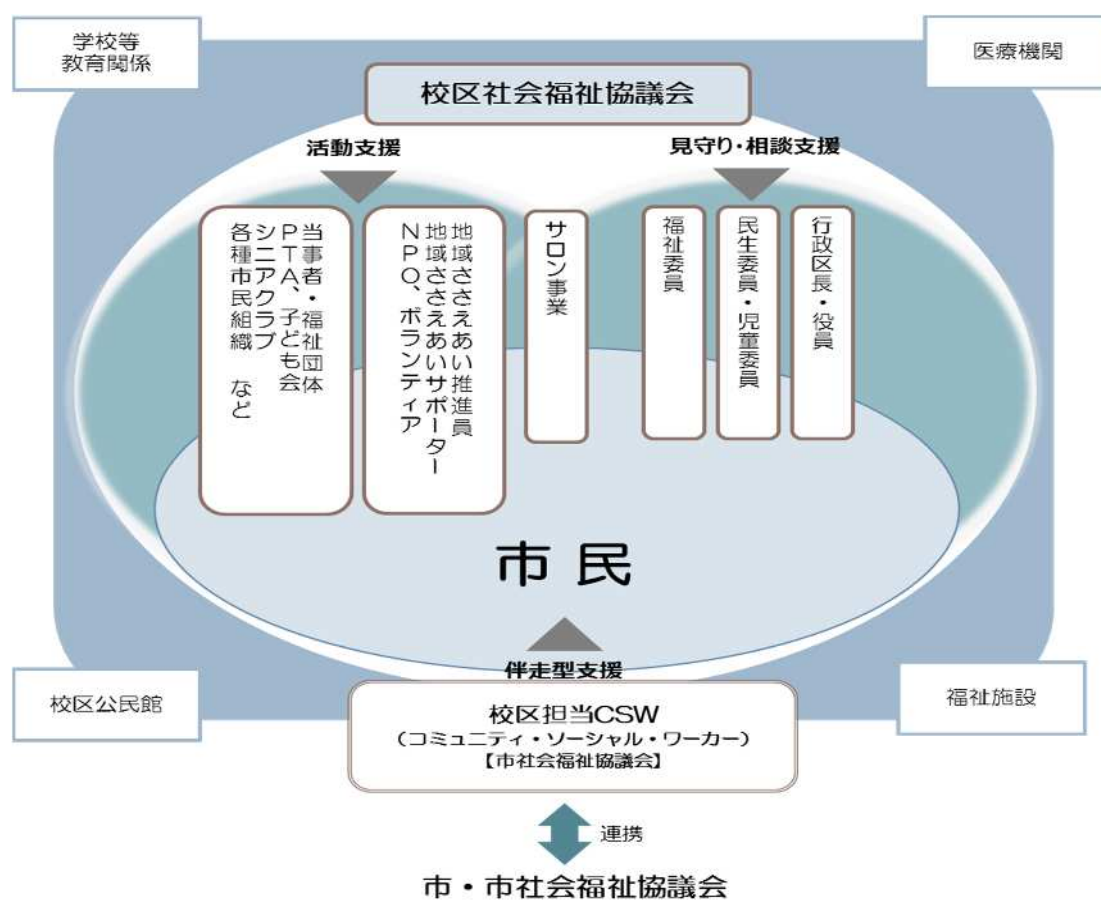 学校等
教育関係
医療機関
校区社会福祉協議会
活動支援
見守り・相談支援
当事者・福祉団体
PTA、子ども会
シニアクラブ
各種市民組織 など
地域ささえあい推進員
地域ささえあいサポーター
NPO、ボランティア
サロン事業
福祉委員
民生委員・児童委員
行政区長・役員
市民
伴走型支援
校区公民館
福祉施設
校区担当CSW
（コミュニティ・ソーシャル・ワーカー）
【市社会福祉協議会】
連携
市・市社会福祉協議会